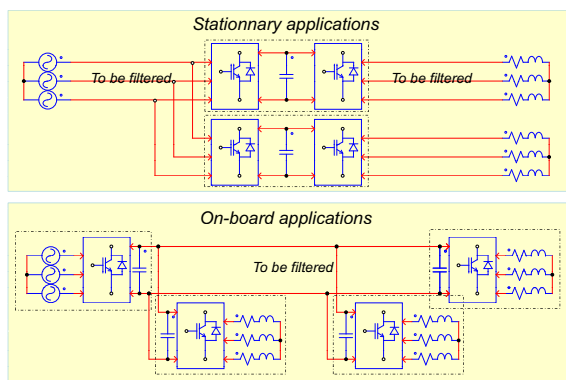 Stationnary applications
To be filtered
To be filtered
On-board applications
To be filtered